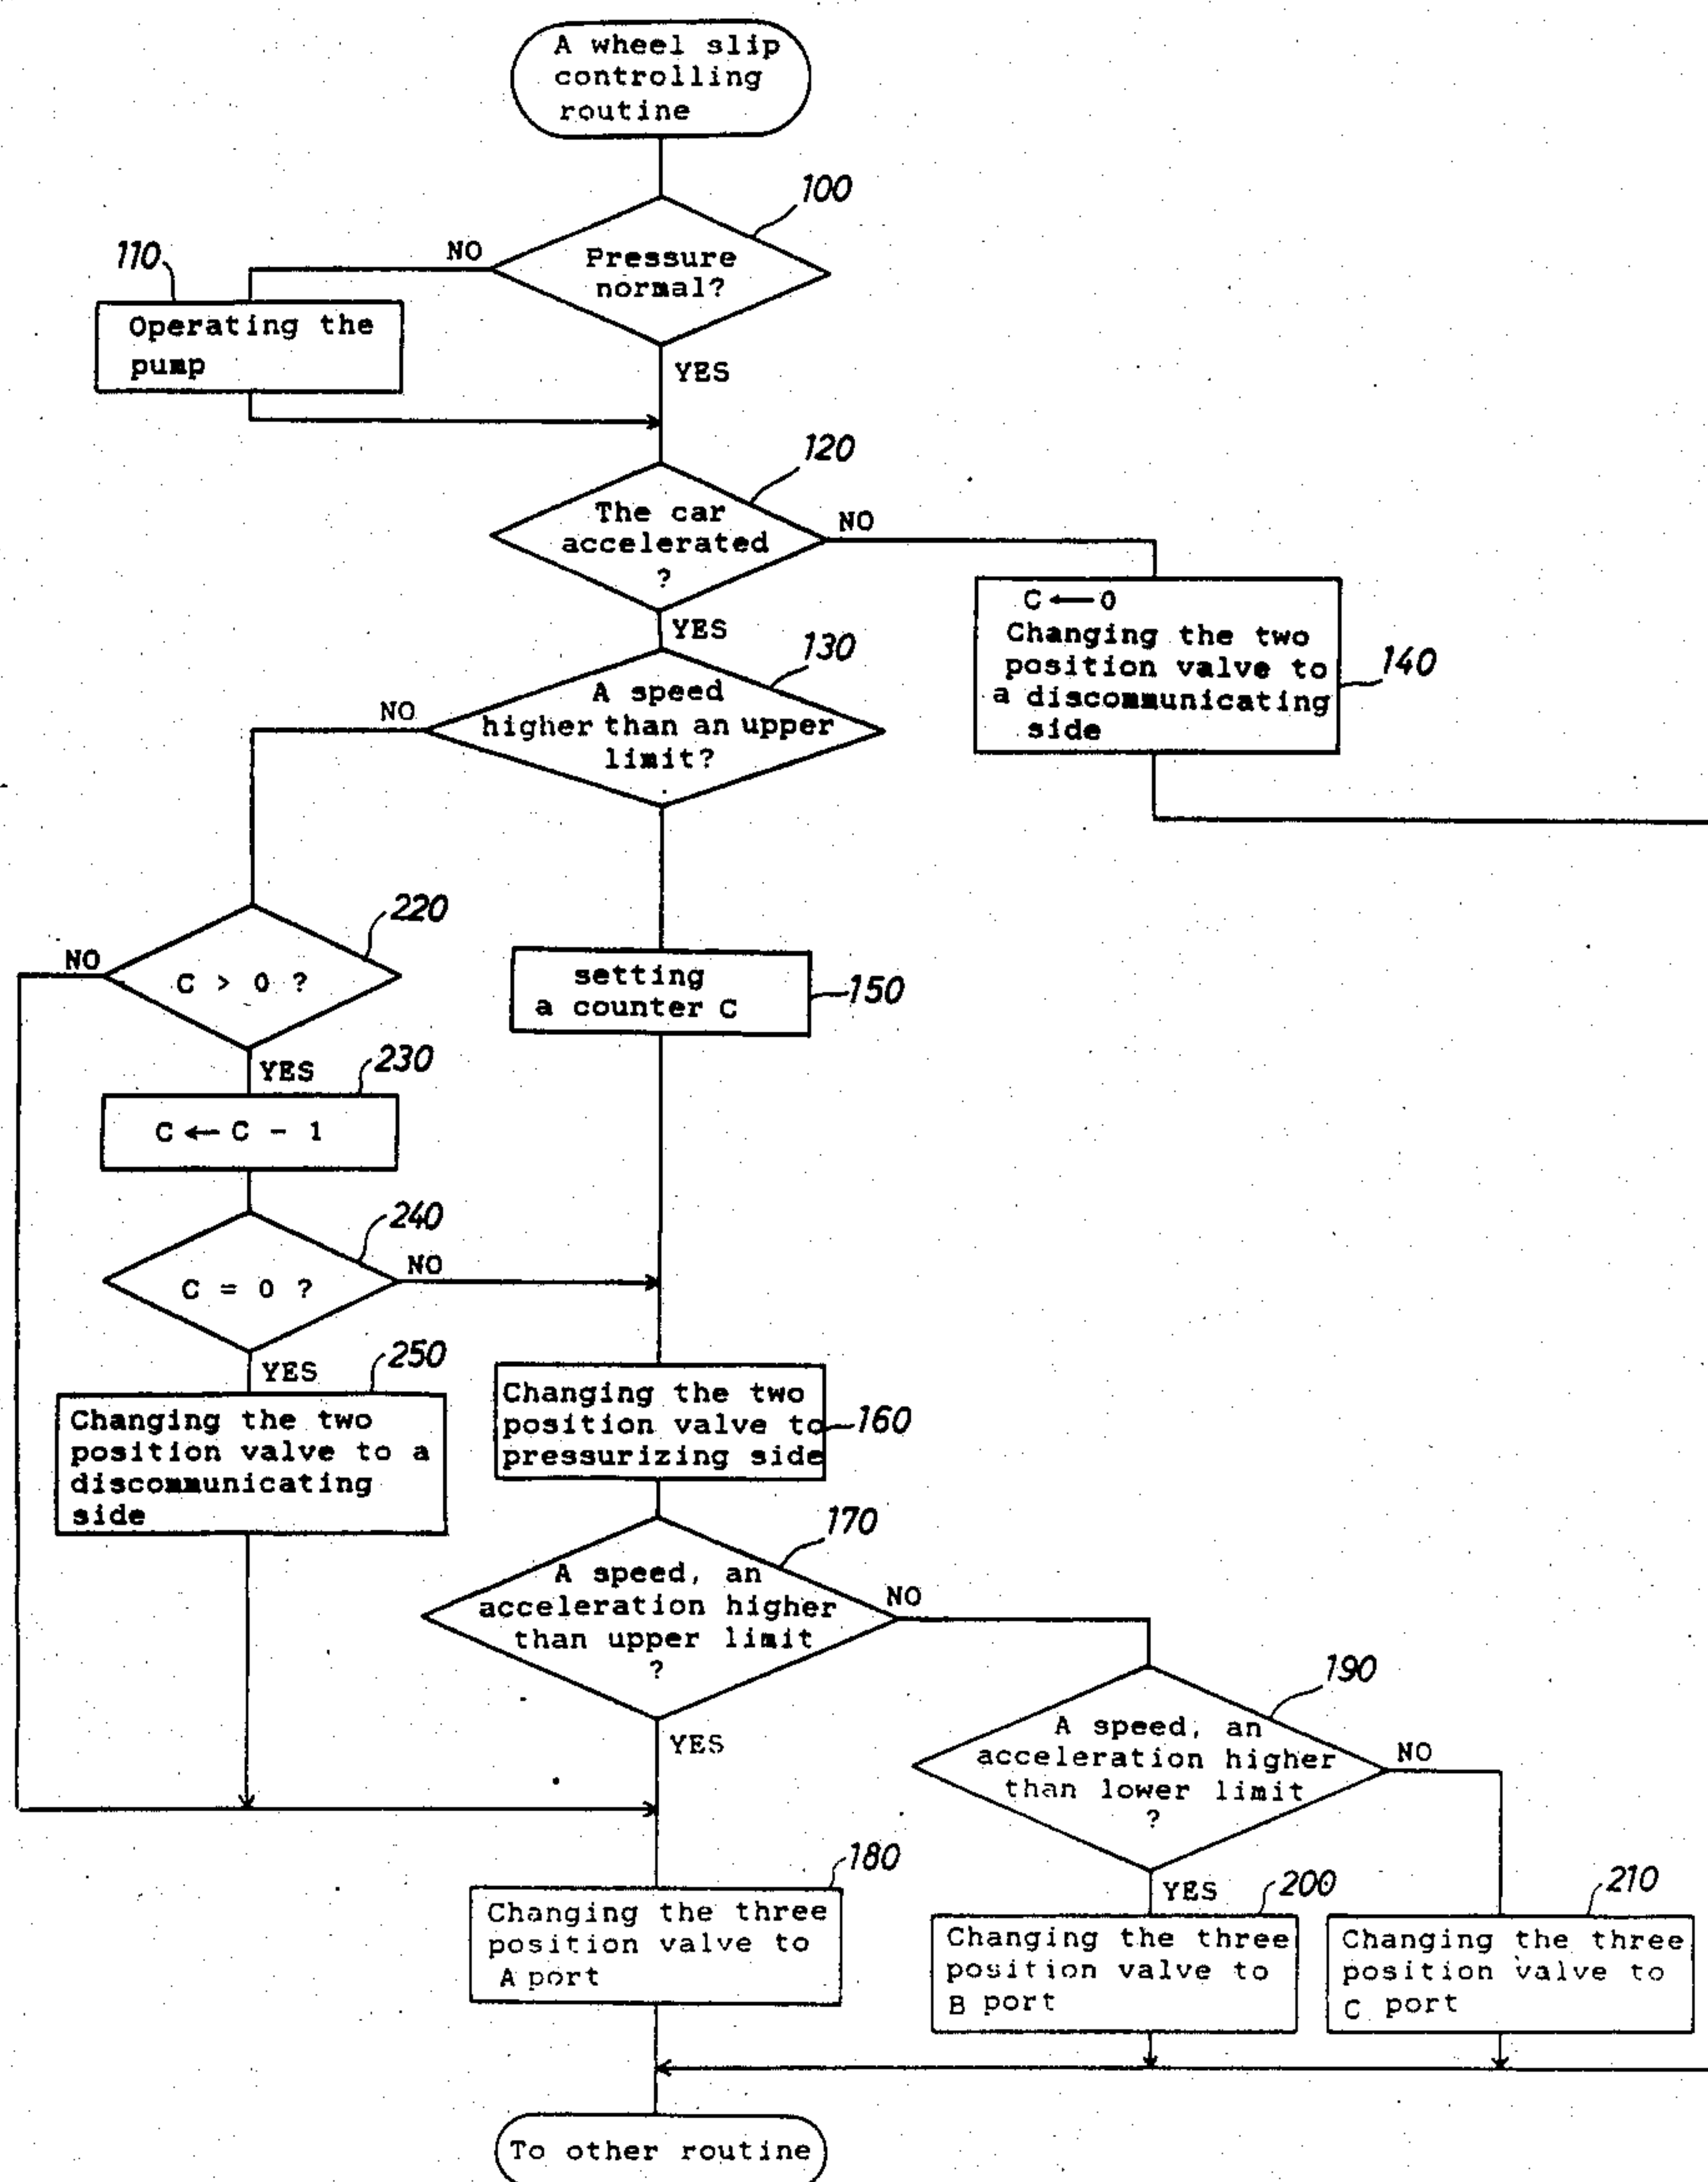 A wheel slip
controlling
routine
100
Pressure
normal?
NO
YES
110
Operating the
pump
120
The car
accelerated
?
NO
YES
C ← 0
Changing the two
position valve to
a discommunicating
side
140
130
A speed
higher than an upper
limit?
NO
220
C > 0 ?
NO
YES
setting
a counter C
150
230
C ← C - 1
240
C = 0 ?
NO
YES
250
Changing the two
position valve to a
discommunicating
side
Changing the two
position valve to
pressurizing side
160
170
A speed, an
acceleration higher
than upper limit
?
NO
YES
190
A speed, an
acceleration higher
than lower limit
?
NO
YES
180
Changing the three
position valve to
A port
200
Changing the three
position valve to
B port
210
Changing the three
position valve to
C port
To other routine